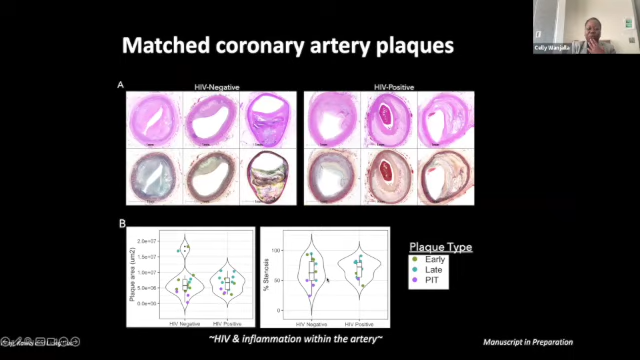 Matched coronary artery plaques
Celly Wanjalla
A
HIV-Negative
HIV-Positive
B
Plaque area (um2)
2.0e+07
1.5e+07
1.0e+07
5.0e+06
0.0e+00
HIV Negative
HIV Positive
% Stenosis
100
50
0
HIV Negative
HIV Positive
Plaque Type
Early
Late
PIT
~HIV & inflammation within the artery~
Manuscript in Preparation